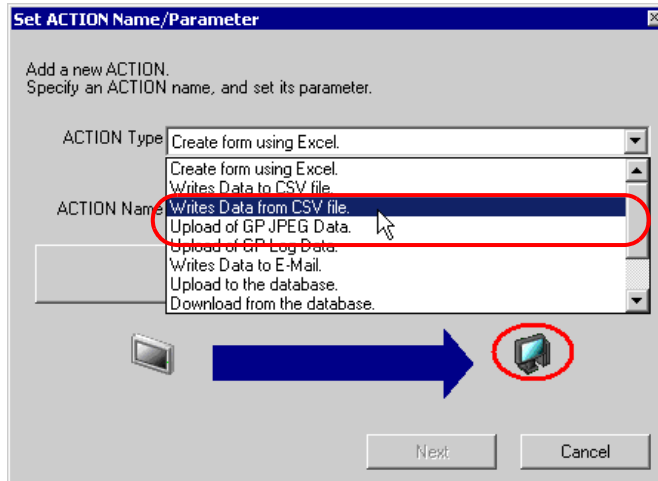 Set ACTION Name/Parameter
Add a new ACTION.
Specify an ACTION name, and set its parameter.
ACTION Type
Create form using Excel.
Create form using Excel.
Writes Data to CSV file.
ACTION Name
Writes Data from CSV file.
Upload of GP JPEG Data.
Upload of GP Log Data.
Writes Data to E-Mail.
Upload to the database.
Download from the database.
Next
Cancel